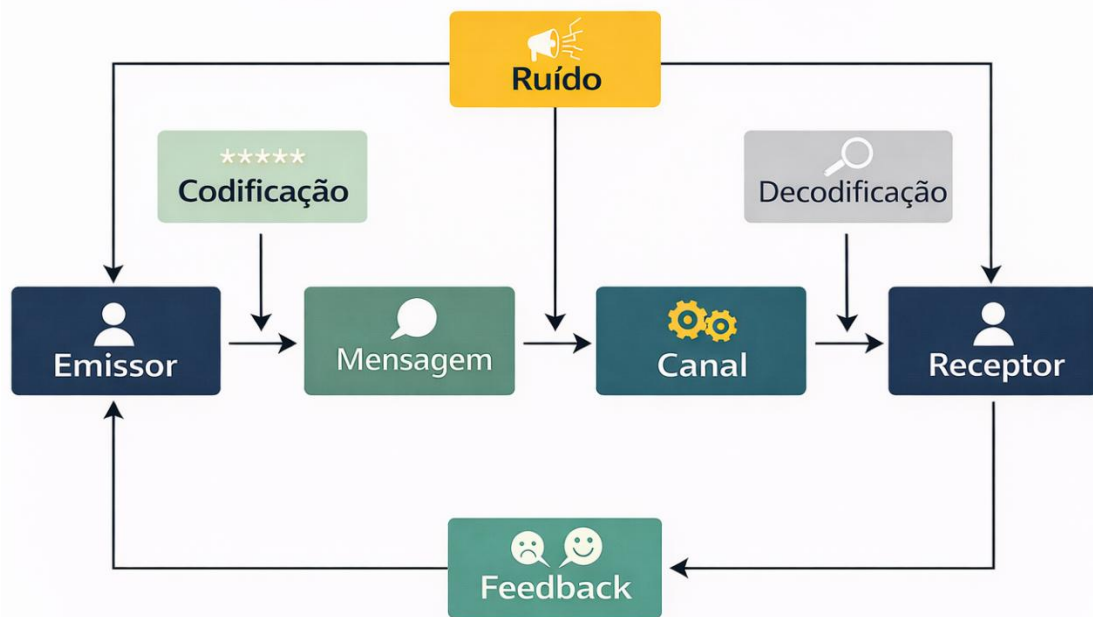 Ruído
*****
Codificação
Decodificação
Emissor
Mensagem
Canal
Receptor
Feedback